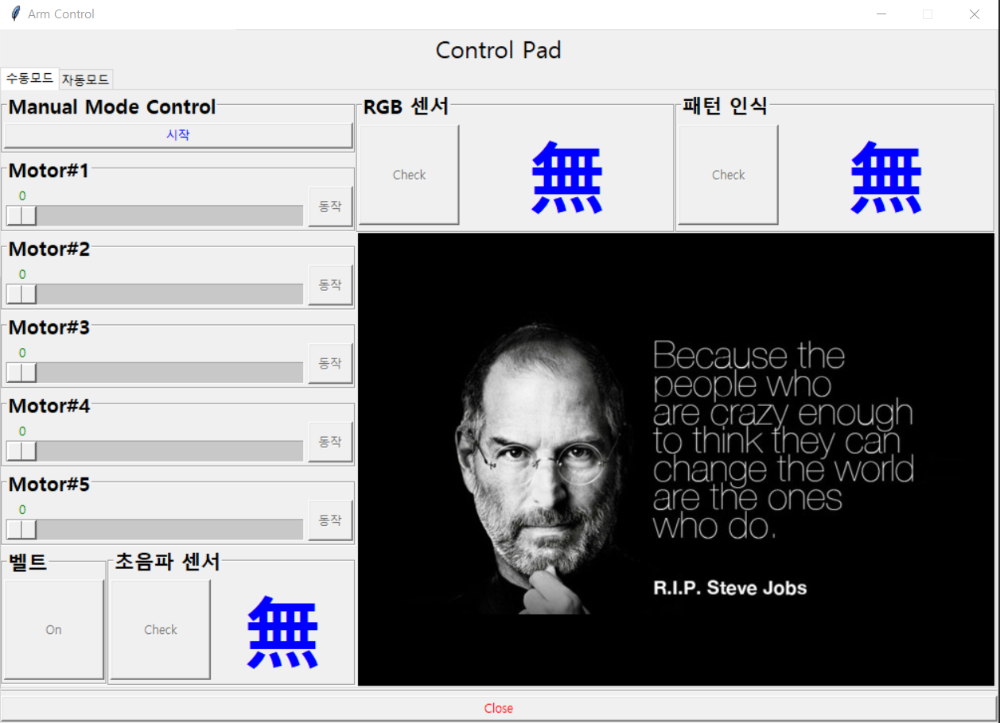 Arm Control
Control Pad
수동모드 자동모드
Manual Mode Control
시작
Motor#1
0
동작
Motor#2
0
동작
Motor#3
0
동작
Motor#4
0
동작
Motor#5
0
동작
벨트
On
초음파 센서
Check
無
RGB 센서
Check
無
패턴 인식
Check
無
Because the
people who
are crazy enough
to think they can
change the world
are the ones
who do.
R.I.P. Steve Jobs
Close